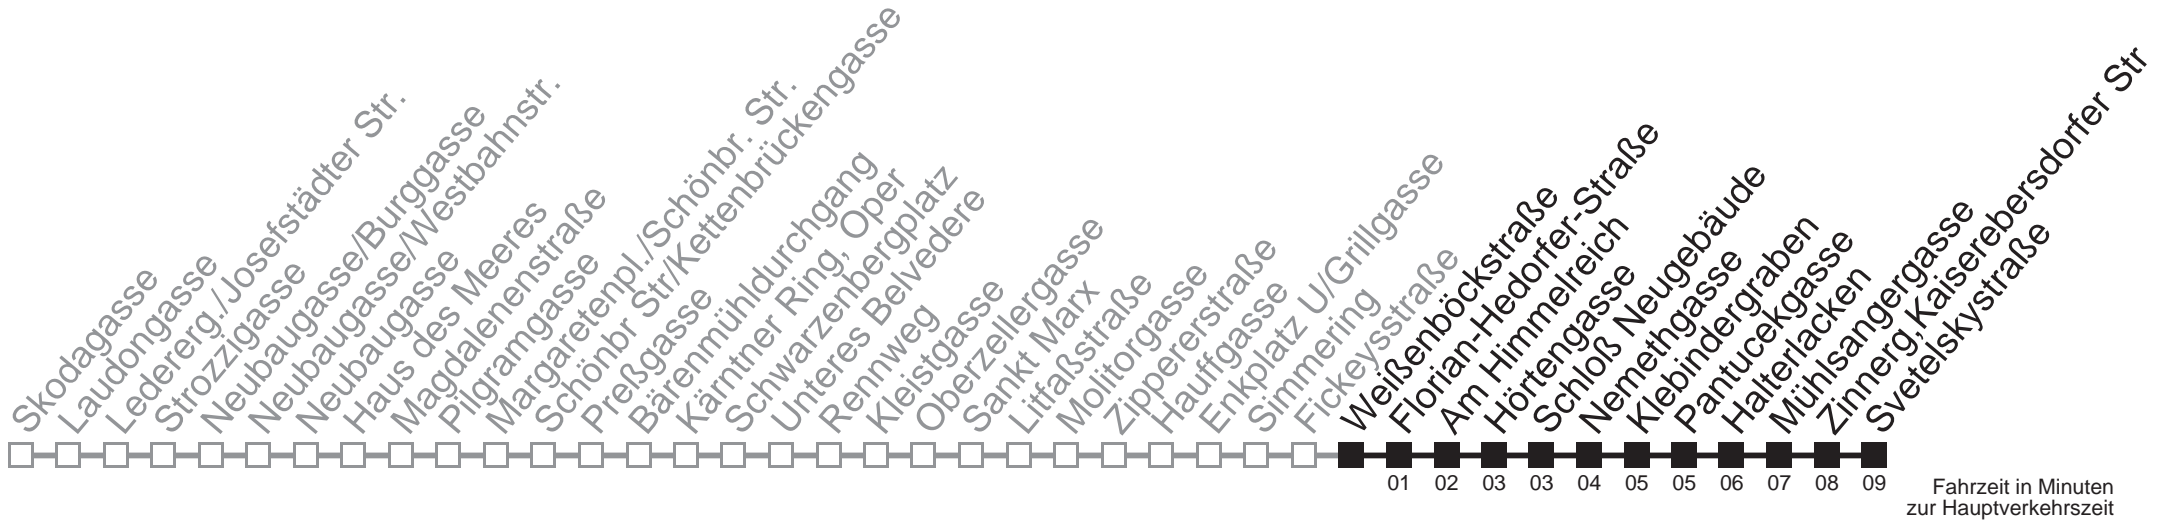 Skodagasse
Laudongasse
Ledererg./Josefstädter Str.
Strozzigasse
Neubaugasse/Burggasse
Neubaugasse/Westbahnstr.
Neubaugasse
Haus des Meeres
Magdalenenstraße
Pilgramgasse
Margaretenpl./Schönbr. Str.
Schönbr Str/Kettenbrückengasse
Preßgasse
Bärenmühldurchgang
Kärntner Ring, Oper
Schwarzenbergplatz
Unteres Belvedere
Rennweg
Kleistgasse
Oberzellergasse
Sankt Marx
Litfaßstraße
Molitorgasse
Zippererstraße
Hauffgasse
Enkplatz U/Grillgasse
Simmering
Fickeysstraße
Weißenböckstraße
Florian-Hedorfer-Straße
Am Himmelreich
Hörtengasse
Schloß Neugebäude
Nemethgasse
Klebindergraben
Pantucekgasse
Halterlacken
Mühlsangergasse
Zinnerg,Kaiserebersdorfer Str
Svetelskystraße
01 02 03 03 04 05 05 06 07 08 09
Fahrzeit in Minuten
zur Hauptverkehrszeit